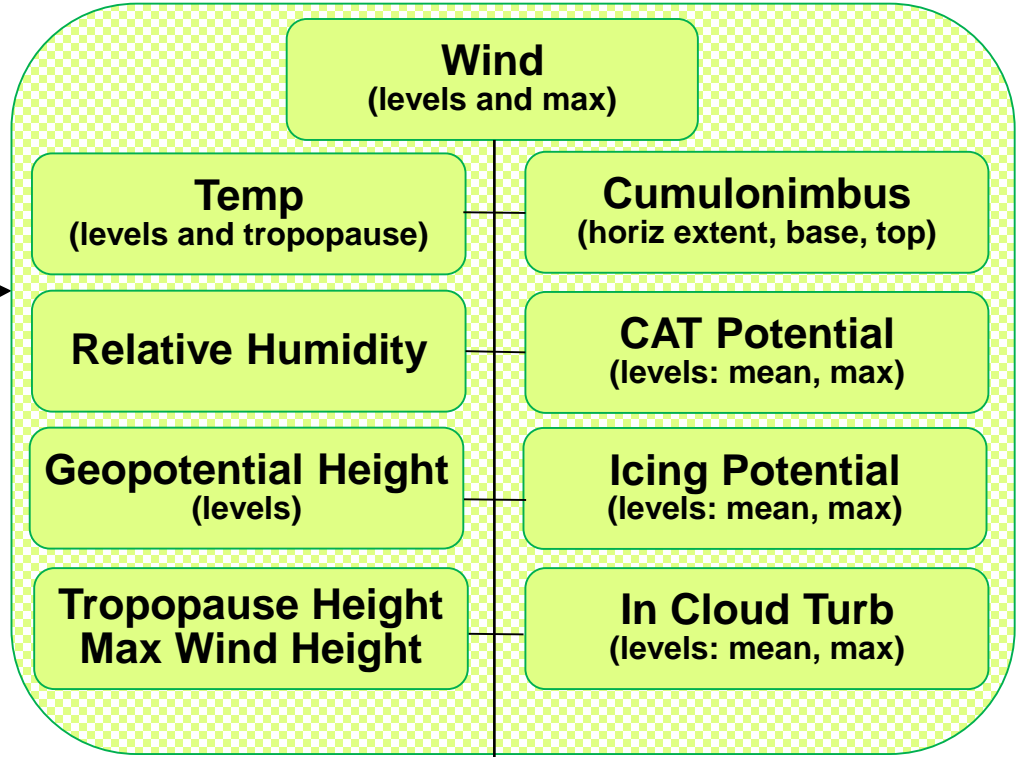 Wind
(levels and max)
Temp
(levels and tropopause)
Cumulonimbus
(horiz extent, base, top)
Relative Humidity
CAT Potential
(levels: mean, max)
Geopotential Height
(levels)
Icing Potential
(levels: mean, max)
Tropopause Height
Max Wind Height
In Cloud Turb
(levels: mean, max)